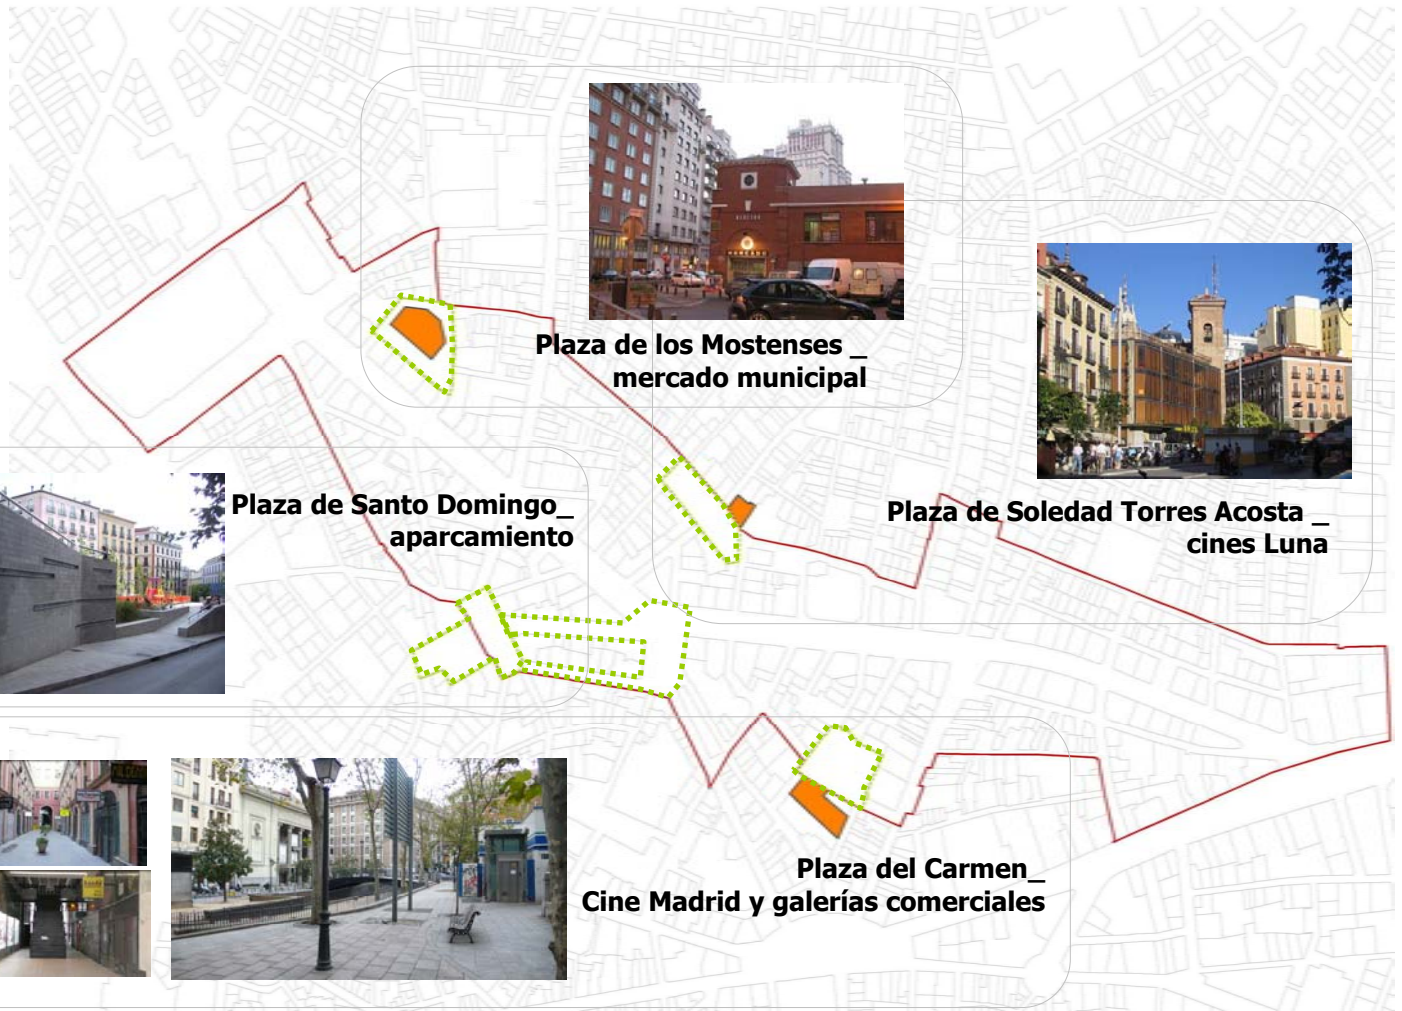 Plaza de los Mostenses _
mercado municipal
Plaza de Santo Domingo_
aparcamiento
Plaza de Soledad Torres Acosta _
cines Luna
Plaza del Carmen_
Cine Madrid y galerías comerciales